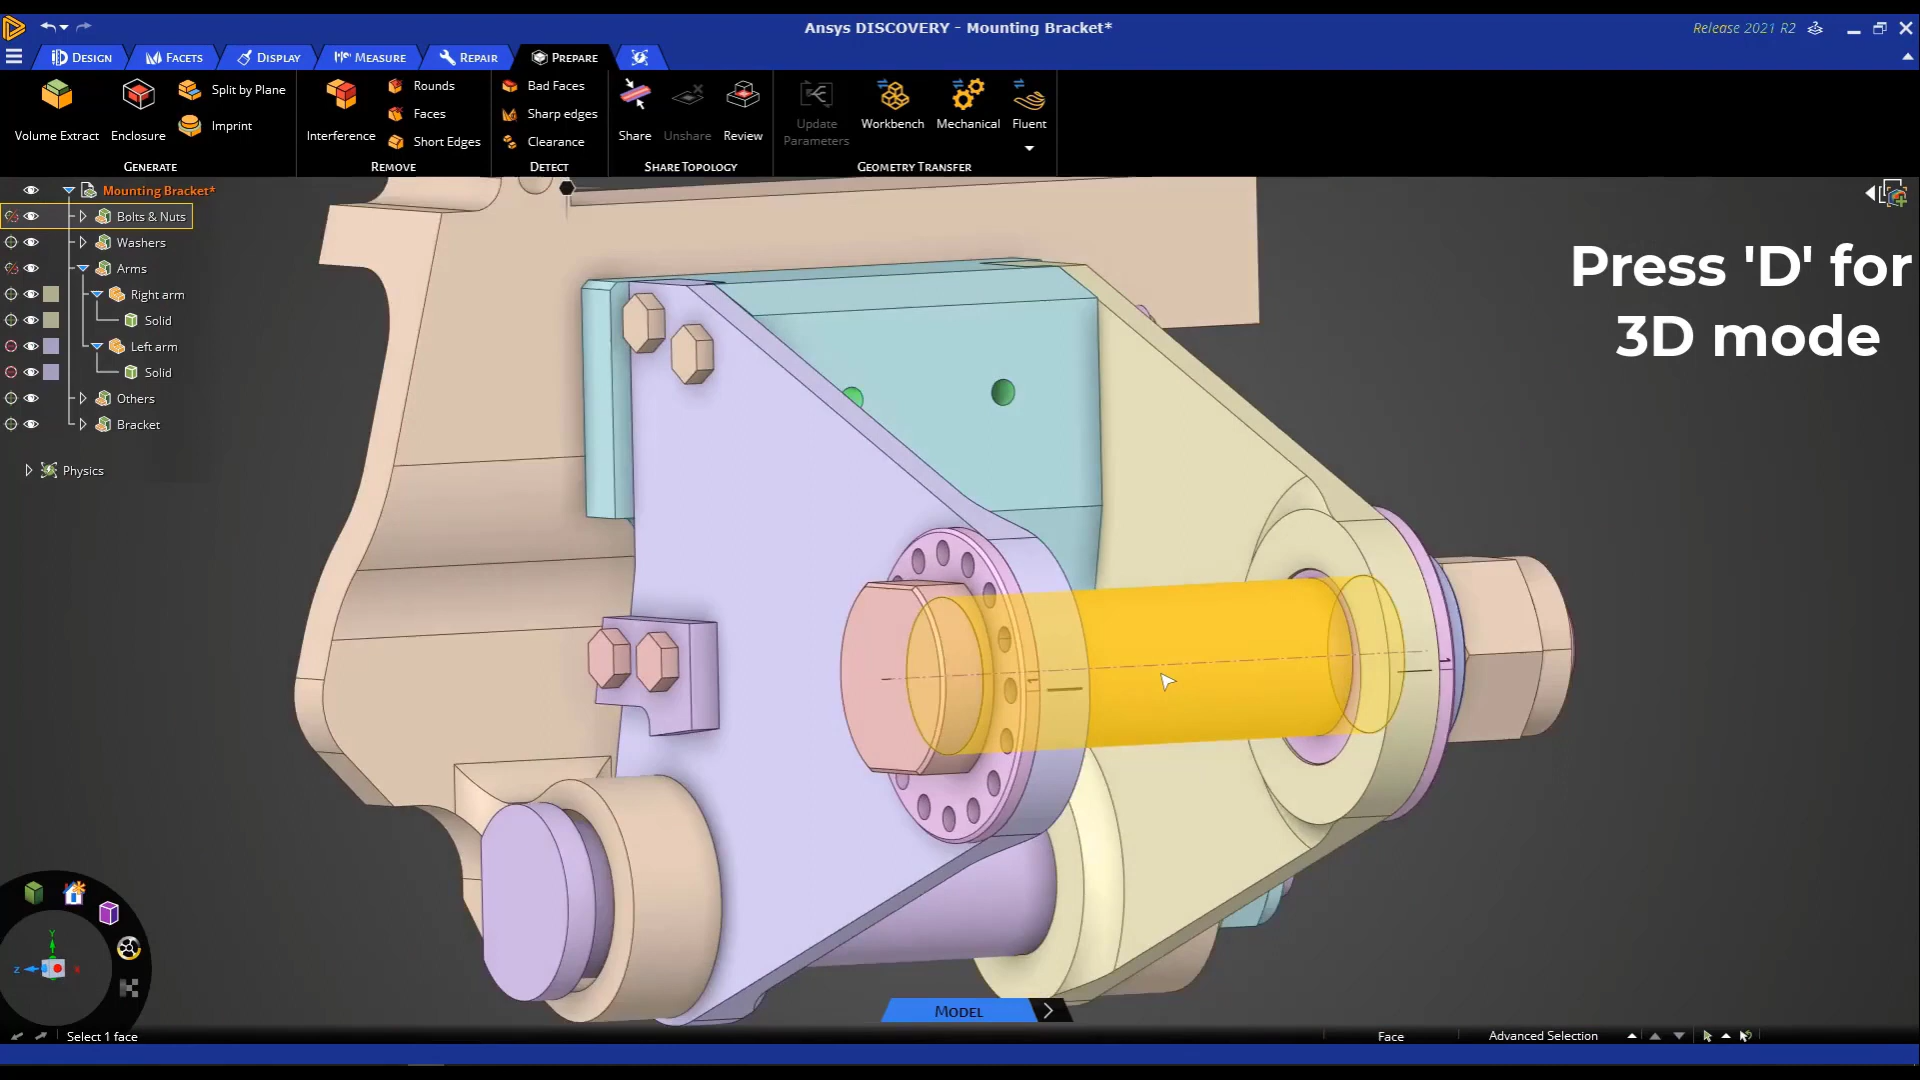 Ansys DISCOVERY - Mounting Bracket*
Release 2021 R2
DESIGN
FACETS
DISPLAY
MEASURE
REPAIR
PREPARE
Volume Extract
Enclosure
Split by Plane
Imprint
GENERATE
Interference
Rounds
Faces
Short Edges
REMOVE
Bad Faces
Sharp edges
Clearance
DETECT
Share
Unshare
Review
SHARE TOPOLOGY
Update
Parameters
Workbench
Mechanical
Fluent
GEOMETRY TRANSFER
Mounting Bracket*
Bolts & Nuts
Washers
Arms
Right arm
Solid
Left arm
Solid
Others
Bracket
Physics
Press 'D' for
3D mode
1
1
Y
Z
X
MODEL
Select 1 face
Face
Advanced Selection